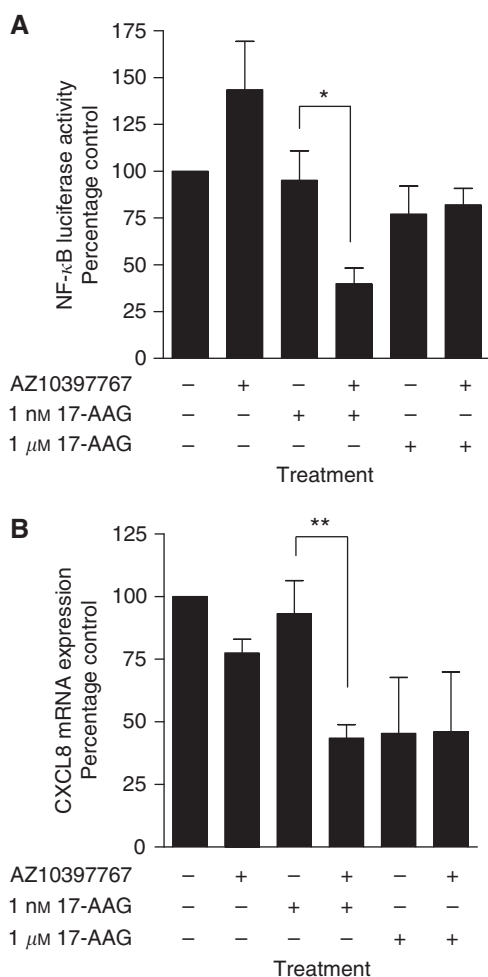 A
NF-κB luciferase activity
Percentage control
175
150
125
100
75
50
25
0
*
AZ10397767 – + – + – +
1 nM 17-AAG – – + + – –
1 μM 17-AAG – – – – + +
Treatment
B
CXCL8 mRNA expression
Percentage control
125
100
75
50
25
0
**
AZ10397767 – + – + – +
1 nM 17-AAG – – + + – –
1 μM 17-AAG – – – – + +
Treatment